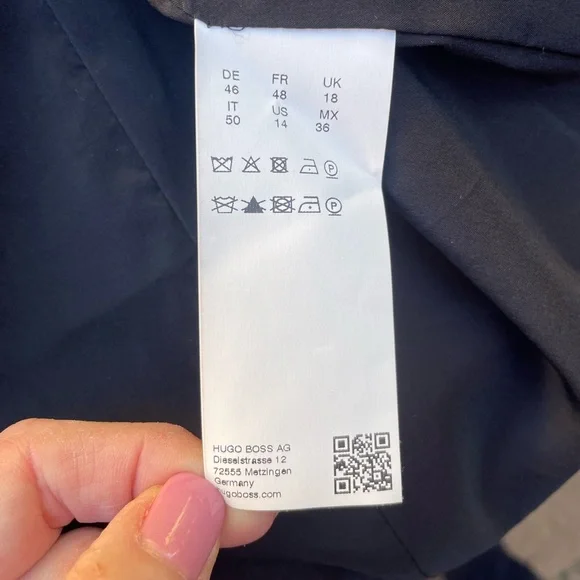 DE FR UK
46 48 18
IT US MX
50 14 36
P
P
HUGO BOSS AG
Dieselstrasse 12
72555 Metzingen
Germany
hugoboss.com